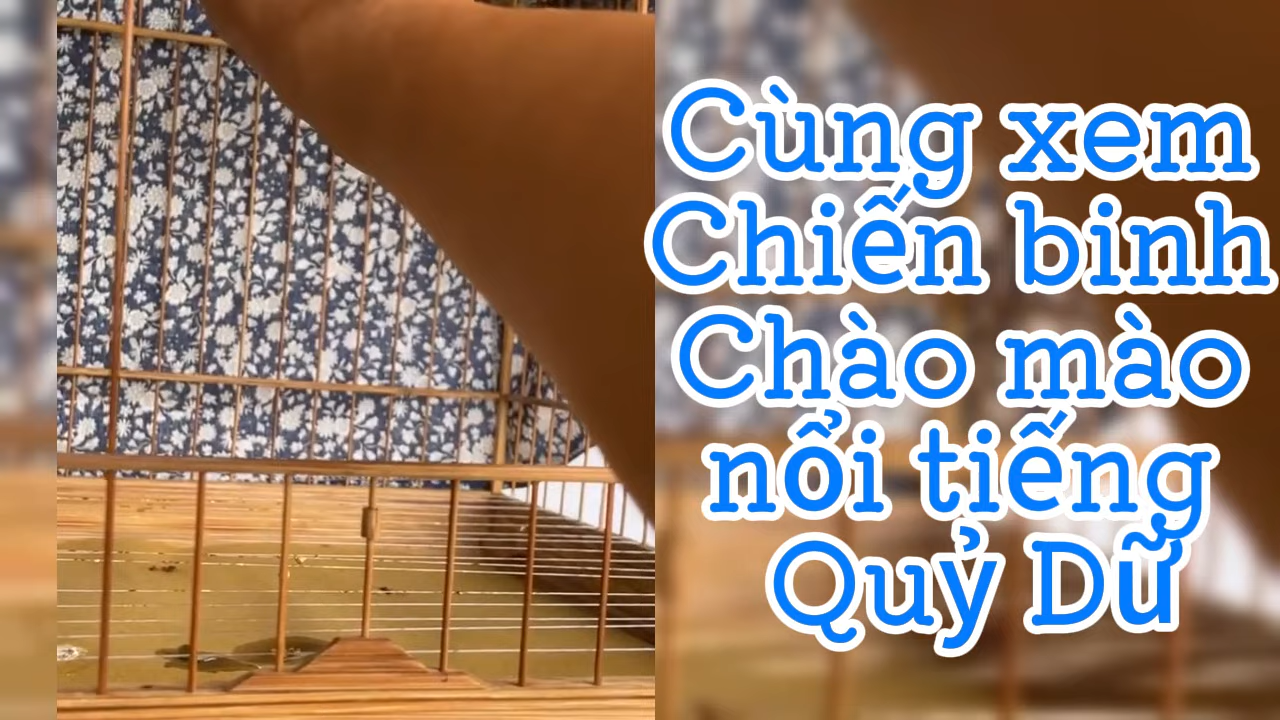 Cùng xem
Chiến binh
Chào mào
nổi tiếng
Quỷ Dữ